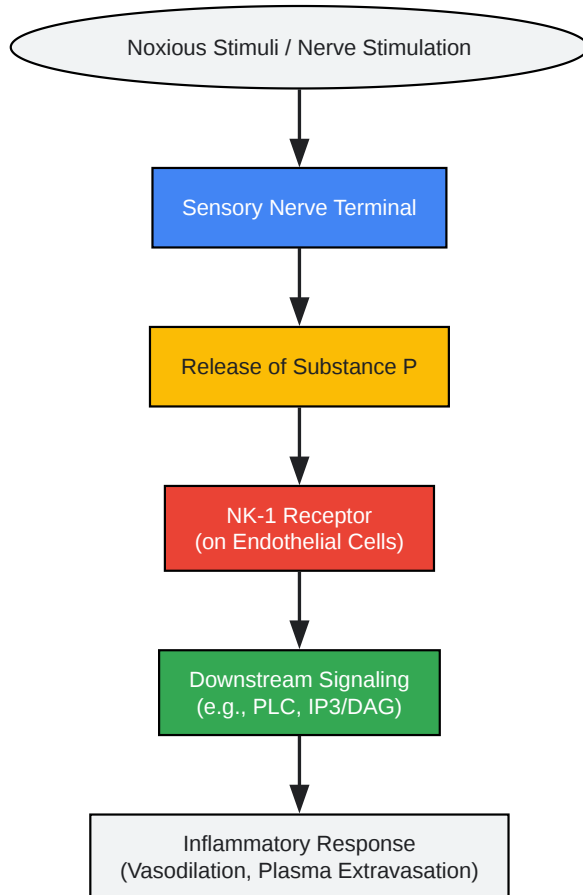 Noxious Stimuli / Nerve Stimulation
Sensory Nerve Terminal
Release of Substance P
NK-1 Receptor
(on Endothelial Cells)
Downstream Signaling
(e.g., PLC, IP3/DAG)
Inflammatory Response
(Vasodilation, Plasma Extravasation)